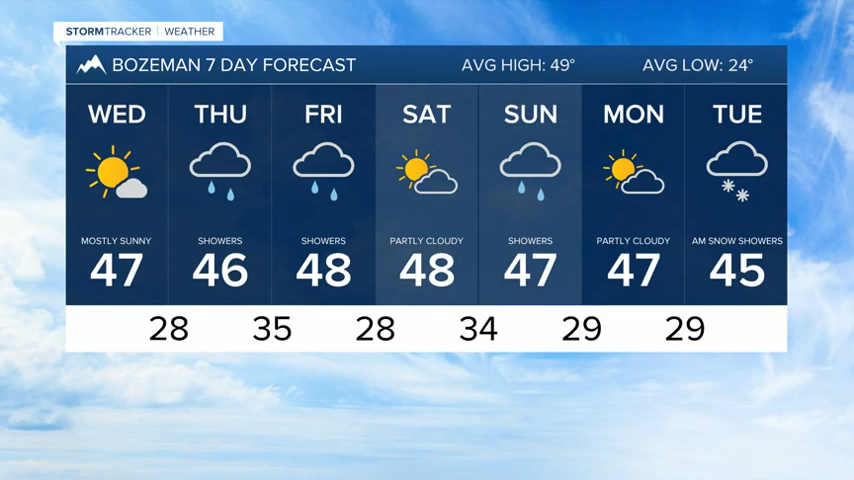 STORMTRACKER | WEATHER
BOZEMAN 7 DAY FORECAST AVG HIGH: 49° AVG LOW: 24°
WED THU FRI SAT SUN MON TUE
MOSTLY SUNNY SHOWERS SHOWERS PARTLY CLOUDY SHOWERS PARTLY CLOUDY AM SNOW SHOWERS
47 46 48 48 47 47 45
28 35 28 34 29 29